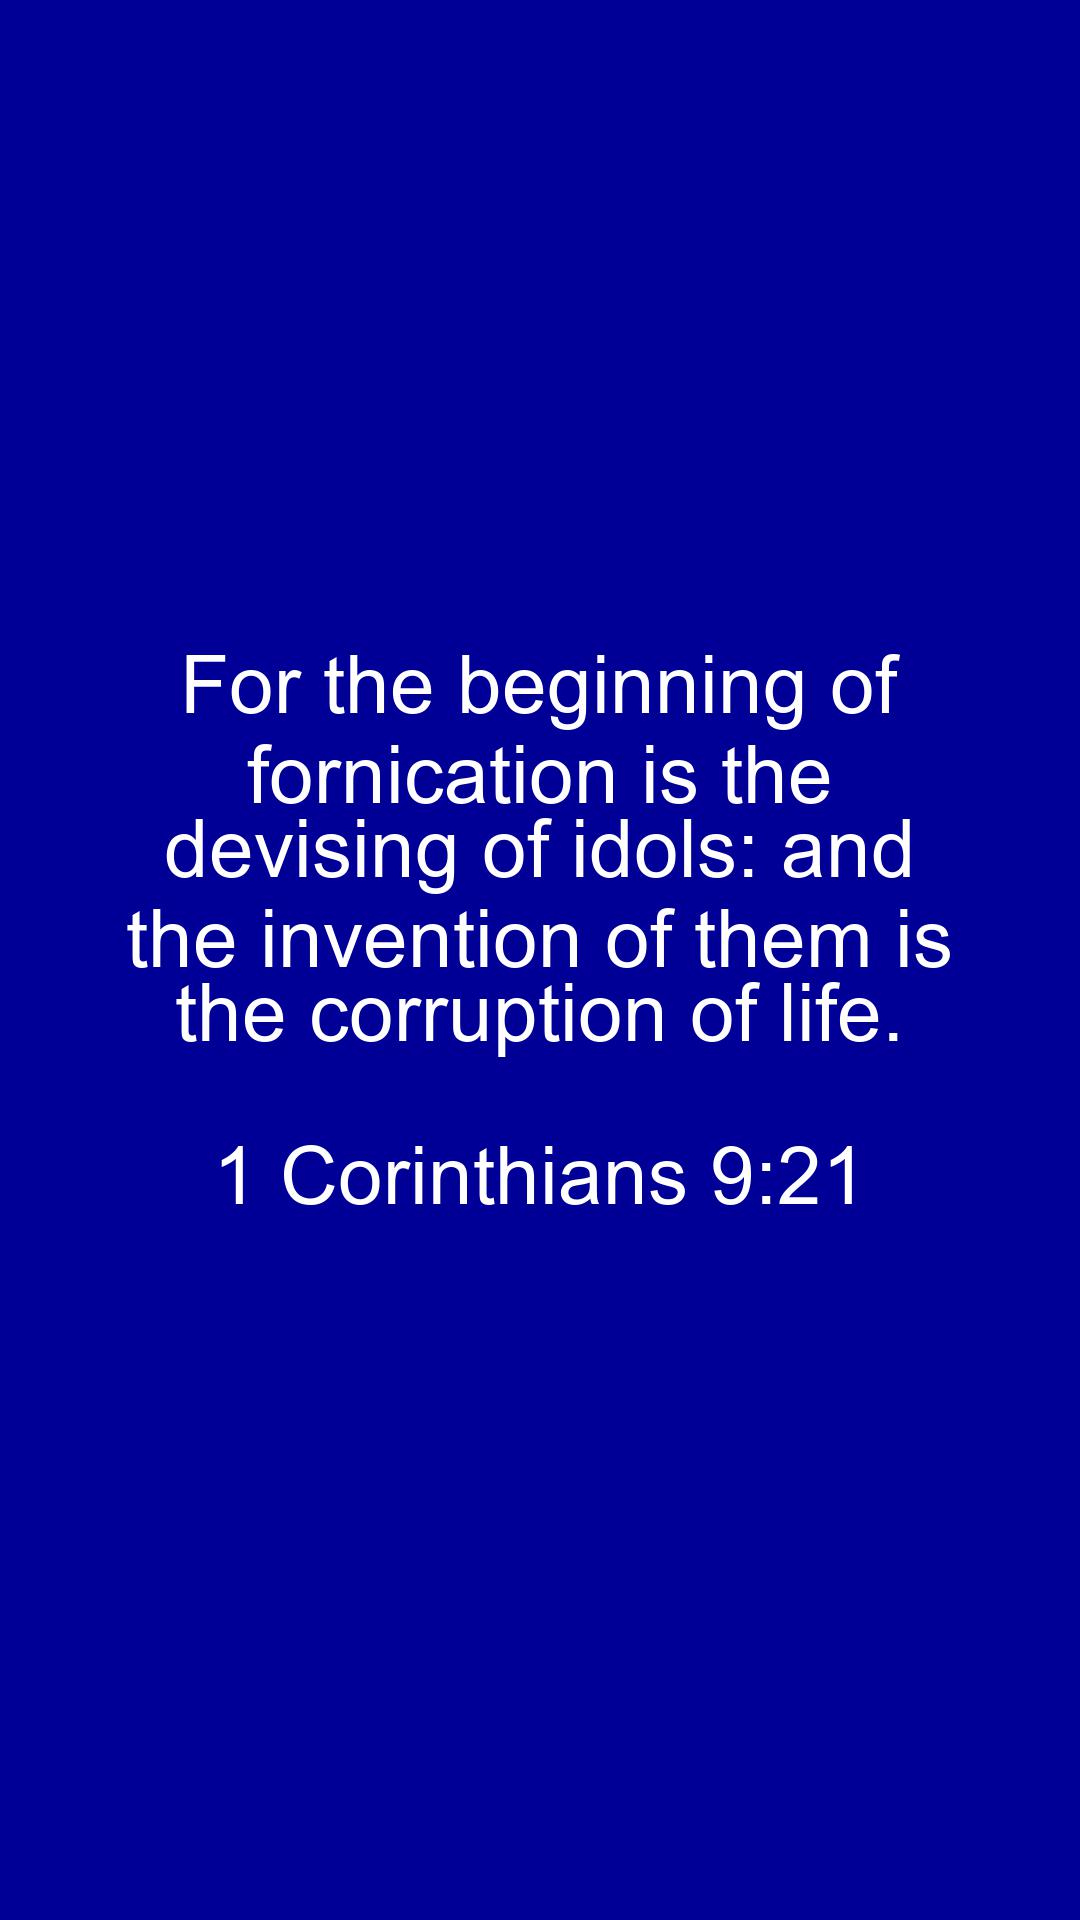 For the beginning of
fornication is the
devising of idols: and
the invention of them is
the corruption of life.
1 Corinthians 9:21